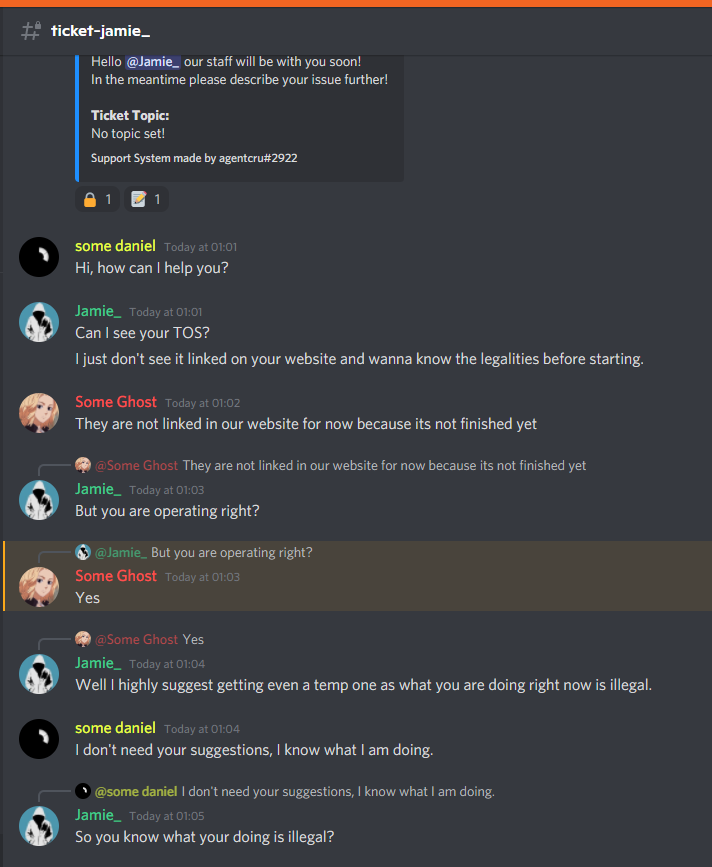 ticket-jamie_
Hello @Jamie_ our staff will be with you soon!
In the meantime please describe your issue further!
Ticket Topic:
No topic set!
Support System made by agentcru#2922
1 1
some daniel Today at 01:01
Hi, how can I help you?
Jamie_ Today at 01:01
Can I see your TOS?
I just don't see it linked on your website and wanna know the legalities before starting.
Some Ghost Today at 01:02
They are not linked in our website for now because its not finished yet
@Some Ghost They are not linked in our website for now because its not finished yet
Jamie_ Today at 01:03
But you are operating right?
@Jamie_ But you are operating right?
Some Ghost Today at 01:03
Yes
@Some Ghost Yes
Jamie_ Today at 01:04
Well I highly suggest getting even a temp one as what you are doing right now is illegal.
some daniel Today at 01:04
I don't need your suggestions, I know what I am doing.
@some daniel I don't need your suggestions, I know what I am doing.
Jamie_ Today at 01:05
So you know what your doing is illegal?